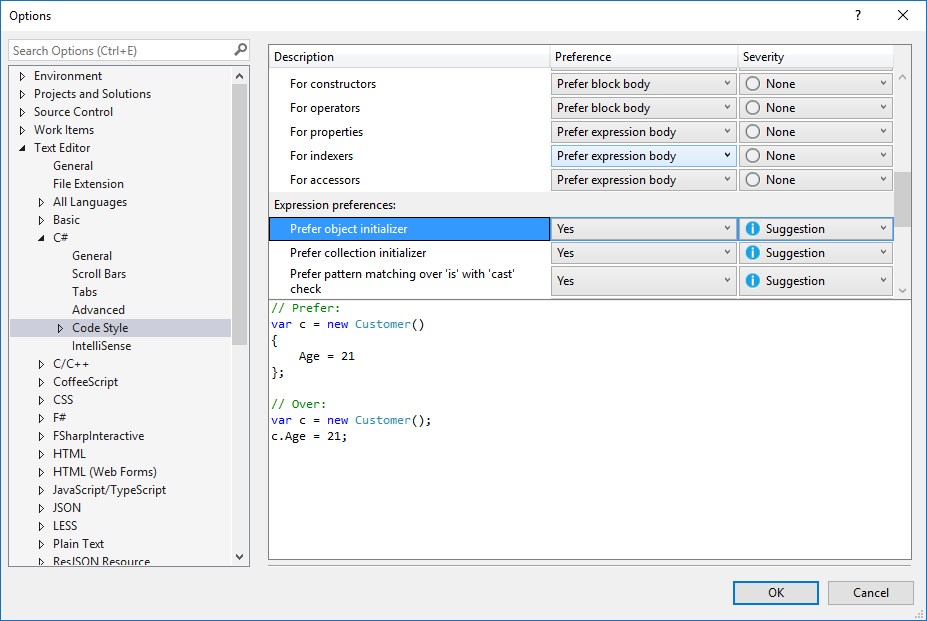 Options
?
Search Options (Ctrl+E)
Environment
Projects and Solutions
Source Control
Work Items
Text Editor
General
File Extension
All Languages
Basic
C#
General
Scroll Bars
Tabs
Advanced
Code Style
IntelliSense
C/C++
CoffeeScript
CSS
F#
FSharpInteractive
HTML
HTML (Web Forms)
JavaScript/TypeScript
JSON
LESS
Plain Text
ResJSON Resource
Description Preference Severity
For constructors Prefer block body None
For operators Prefer block body None
For properties Prefer expression body None
For indexers Prefer expression body None
For accessors Prefer expression body None
Expression preferences:
Prefer object initializer Yes Suggestion
Prefer collection initializer Yes Suggestion
Prefer pattern matching over 'is' with 'cast'
check Yes Suggestion
// Prefer:
var c = new Customer()
{
    Age = 21
};
// Over:
var c = new Customer();
c.Age = 21;
OK Cancel